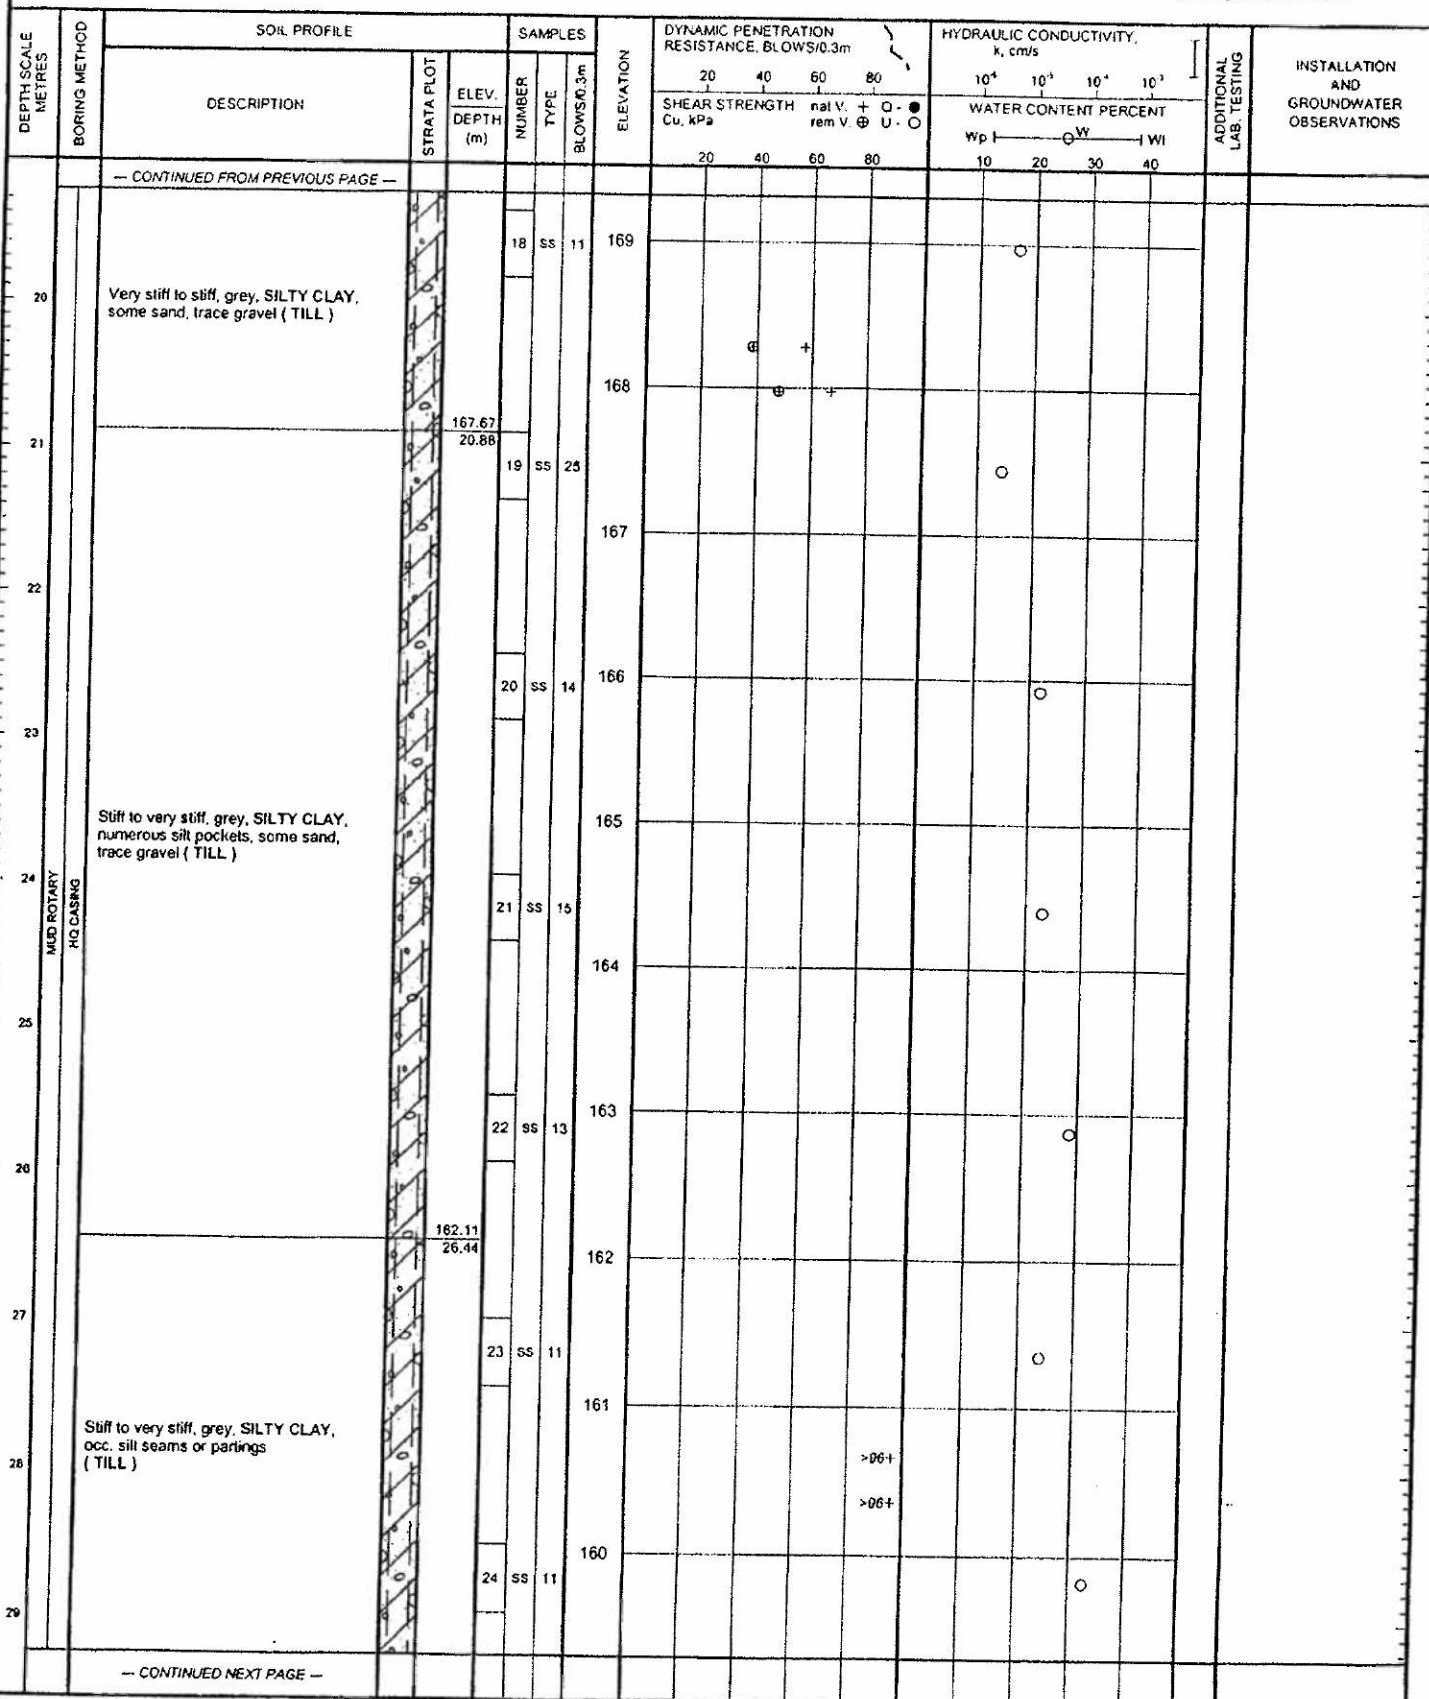 DEPTH SCALE
METRES
BORING METHOD
SOIL PROFILE
DESCRIPTION
STRATA PLOT
ELEV.
DEPTH
(m)
SAMPLES
NUMBER
TYPE
BLOWS/0.3m
ELEVATION
DYNAMIC PENETRATION
RESISTANCE, BLOWS/0.3m
20 40 60 80
SHEAR STRENGTH nat V. + Q - ●
Cu, kPa rem V. ⊕ U - O
20 40 60 80
HYDRAULIC CONDUCTIVITY,
k, cm/s
WATER CONTENT PERCENT
Wp W Wl
10 20 30 40
ADDITIONAL
LAB. TESTING
INSTALLATION
AND
GROUNDWATER
OBSERVATIONS
— CONTINUED FROM PREVIOUS PAGE —
18 SS 11 169
20
Very stiff to stiff, grey, SILTY CLAY,
some sand, trace gravel ( TILL )
168
167.67
21
20.88
19 SS 25
167
22
166
20 SS 14
23
Stiff to very stiff, grey, SILTY CLAY,
numerous silt pockets, some sand,
trace gravel ( TILL )
165
24
MUD ROTARY
HQ CASING
21 SS 15
164
25
163
22 SS 13
26
162.11
26.44
162
27
23 SS 11
161
Stiff to very stiff, grey, SILTY CLAY,
occ. silt seams or partings
( TILL )
28
>96+
>96+
160
24 SS 11
29
— CONTINUED NEXT PAGE —